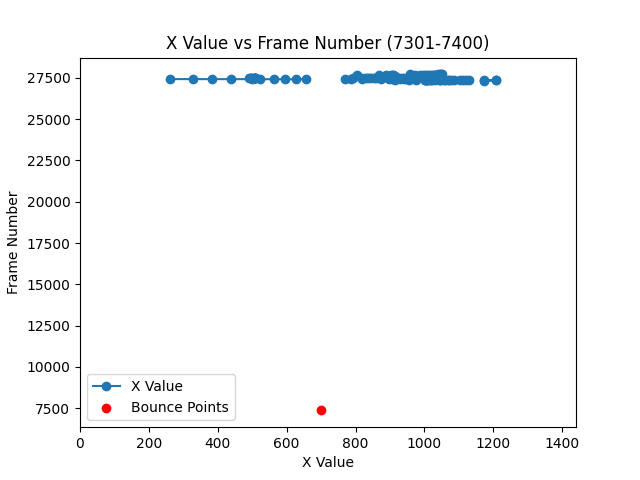 X Value vs Frame Number (7301-7400)
27500
25000
22500
20000
17500
15000
12500
10000
7500
Frame Number
X Value
Bounce Points
0 200 400 600 800 1000 1200 1400
X Value